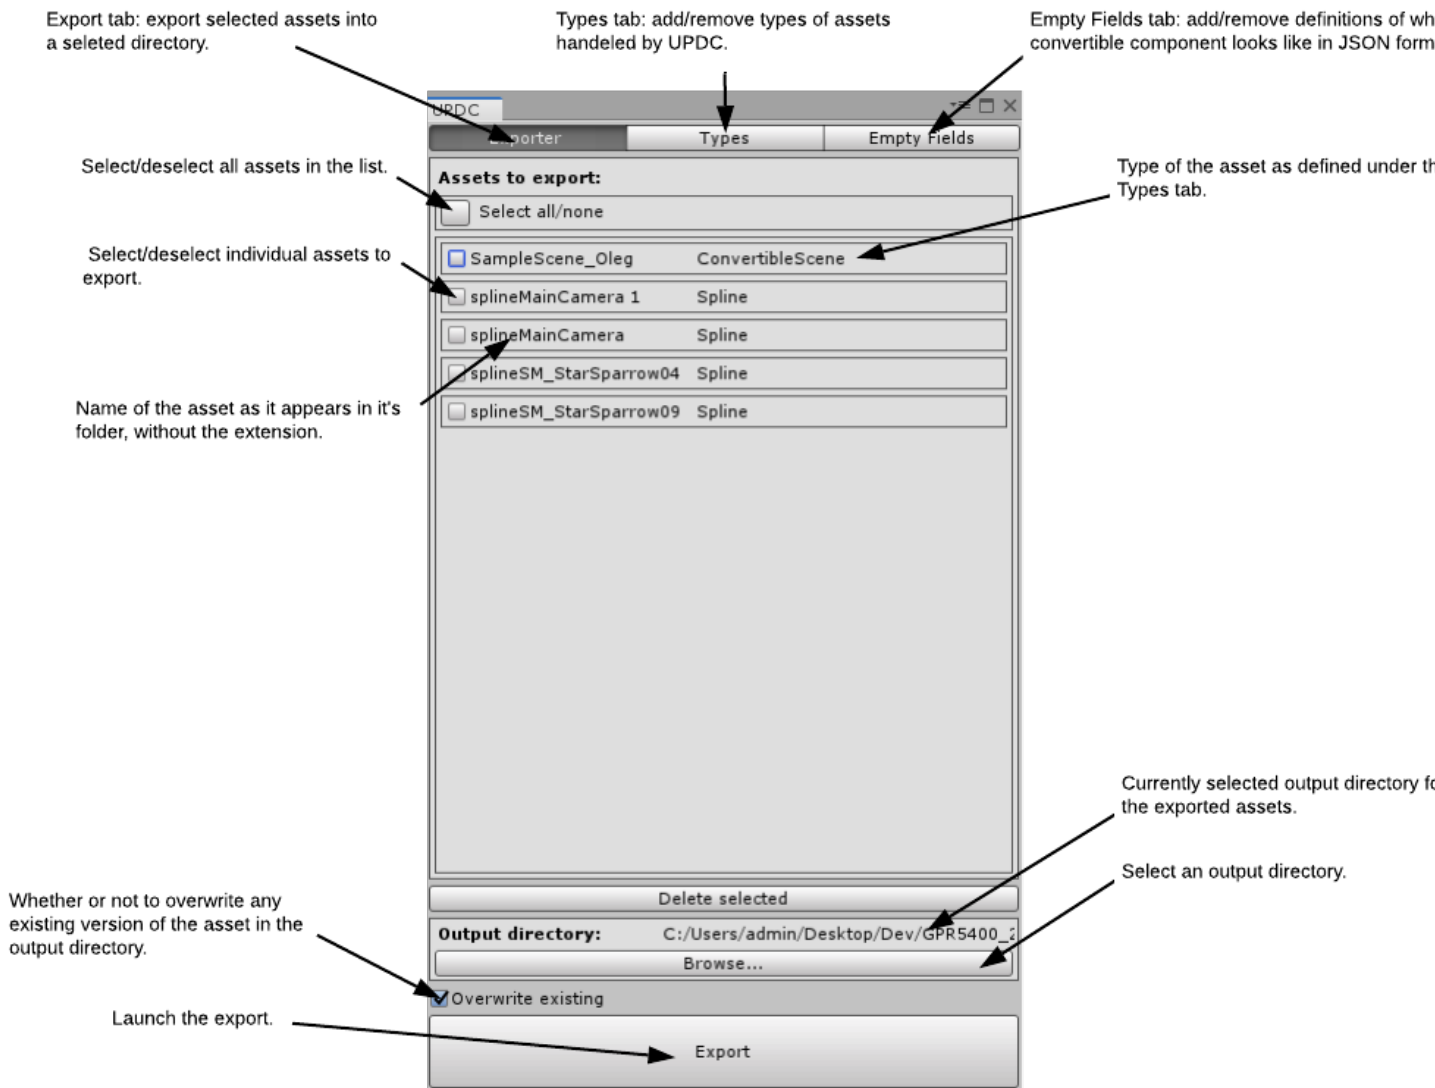 Export tab: export selected assets into
a seleted directory.
Types tab: add/remove types of assets
handeled by UPDC.
Empty Fields tab: add/remove definitions of
convertible component looks like in JSON
UPDC
Exporter
Types
Empty Fields
Select/deselect all assets in the list.
Assets to export:
Select all/none
Type of the asset as defined under
Types tab.
Select/deselect individual assets to
export.
SampleScene_Oleg ConvertibleScene
splineMainCamera 1 Spline
splineMainCamera Spline
splineSM_StarSparrow04 Spline
splineSM_StarSparrow09 Spline
Name of the asset as it appears in it's
folder, without the extension.
Currently selected output directory
the exported assets.
Select an output directory.
Whether or not to overwrite any
existing version of the asset in the
output directory.
Delete selected
Output directory: C:/Users/admin/Desktop/Dev/GPR5400_
Browse...
Overwrite existing
Launch the export.
Export